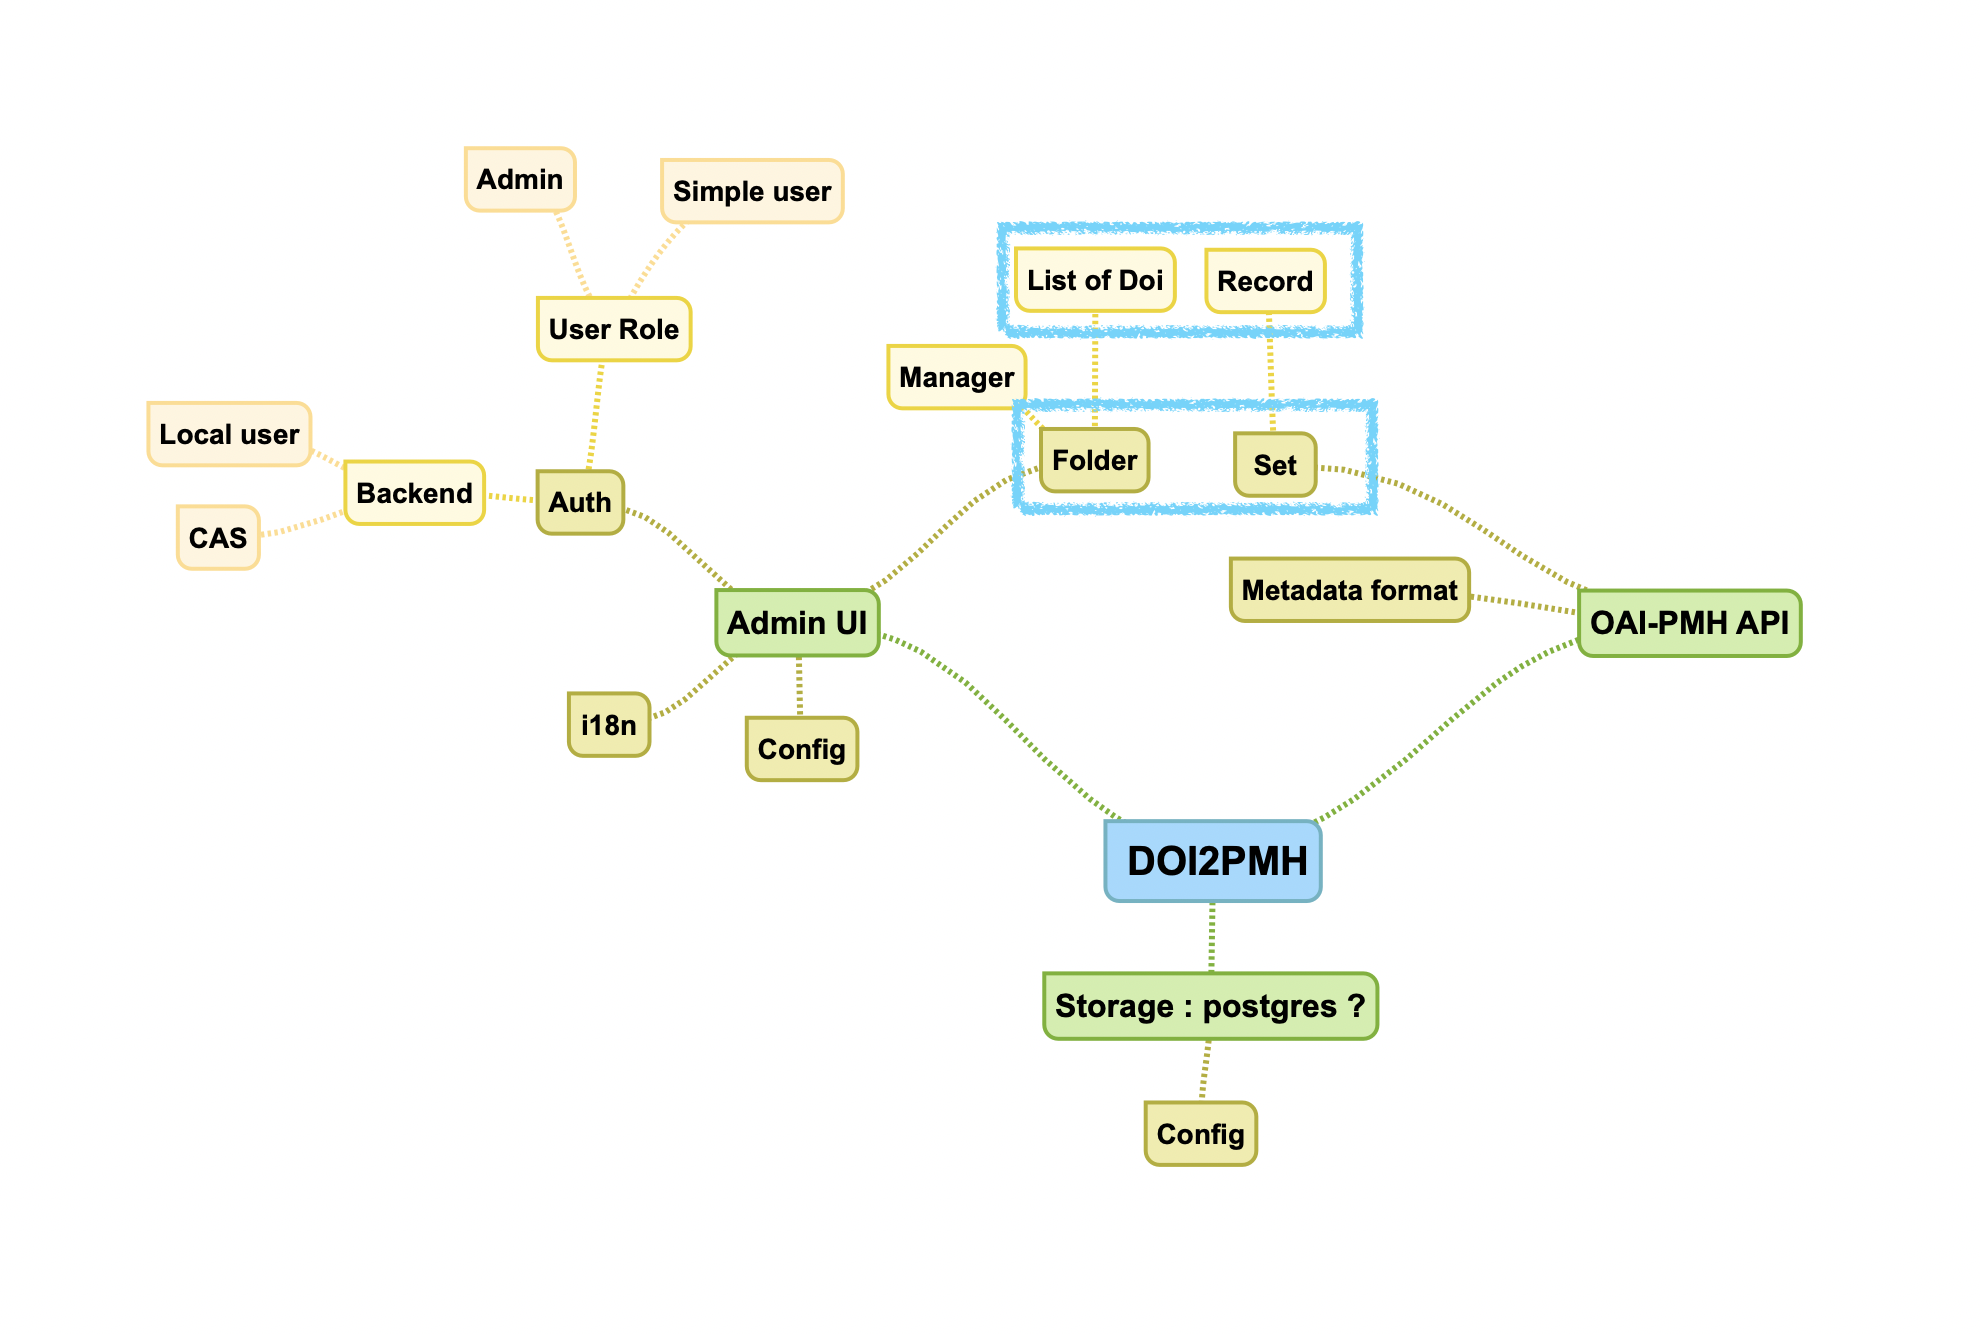 Admin
Simple user
User Role
List of Doi
Record
Manager
Local user
Backend
Auth
CAS
Folder
Set
Metadata format
Admin UI
OAI-PMH API
i18n
Config
DOI2PMH
Storage : postgres ?
Config